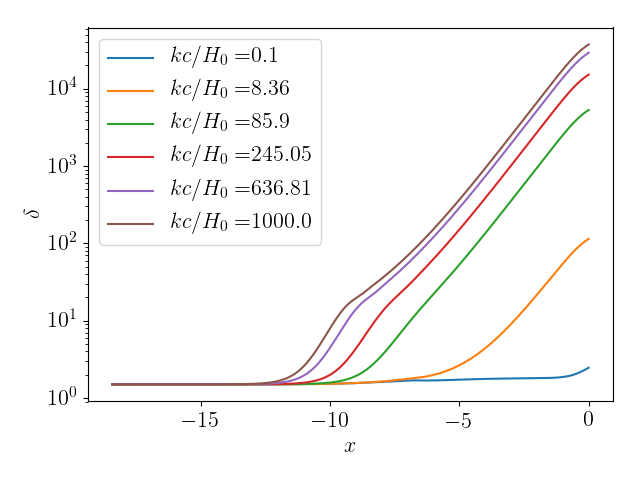 kc/H₀ =0.1
kc/H₀ =8.36
kc/H₀ =85.9
kc/H₀ =245.05
kc/H₀ =636.81
kc/H₀ =1000.0
10⁴
10³
10²
10¹
10⁰
δ
−15 −10 −5 0
x